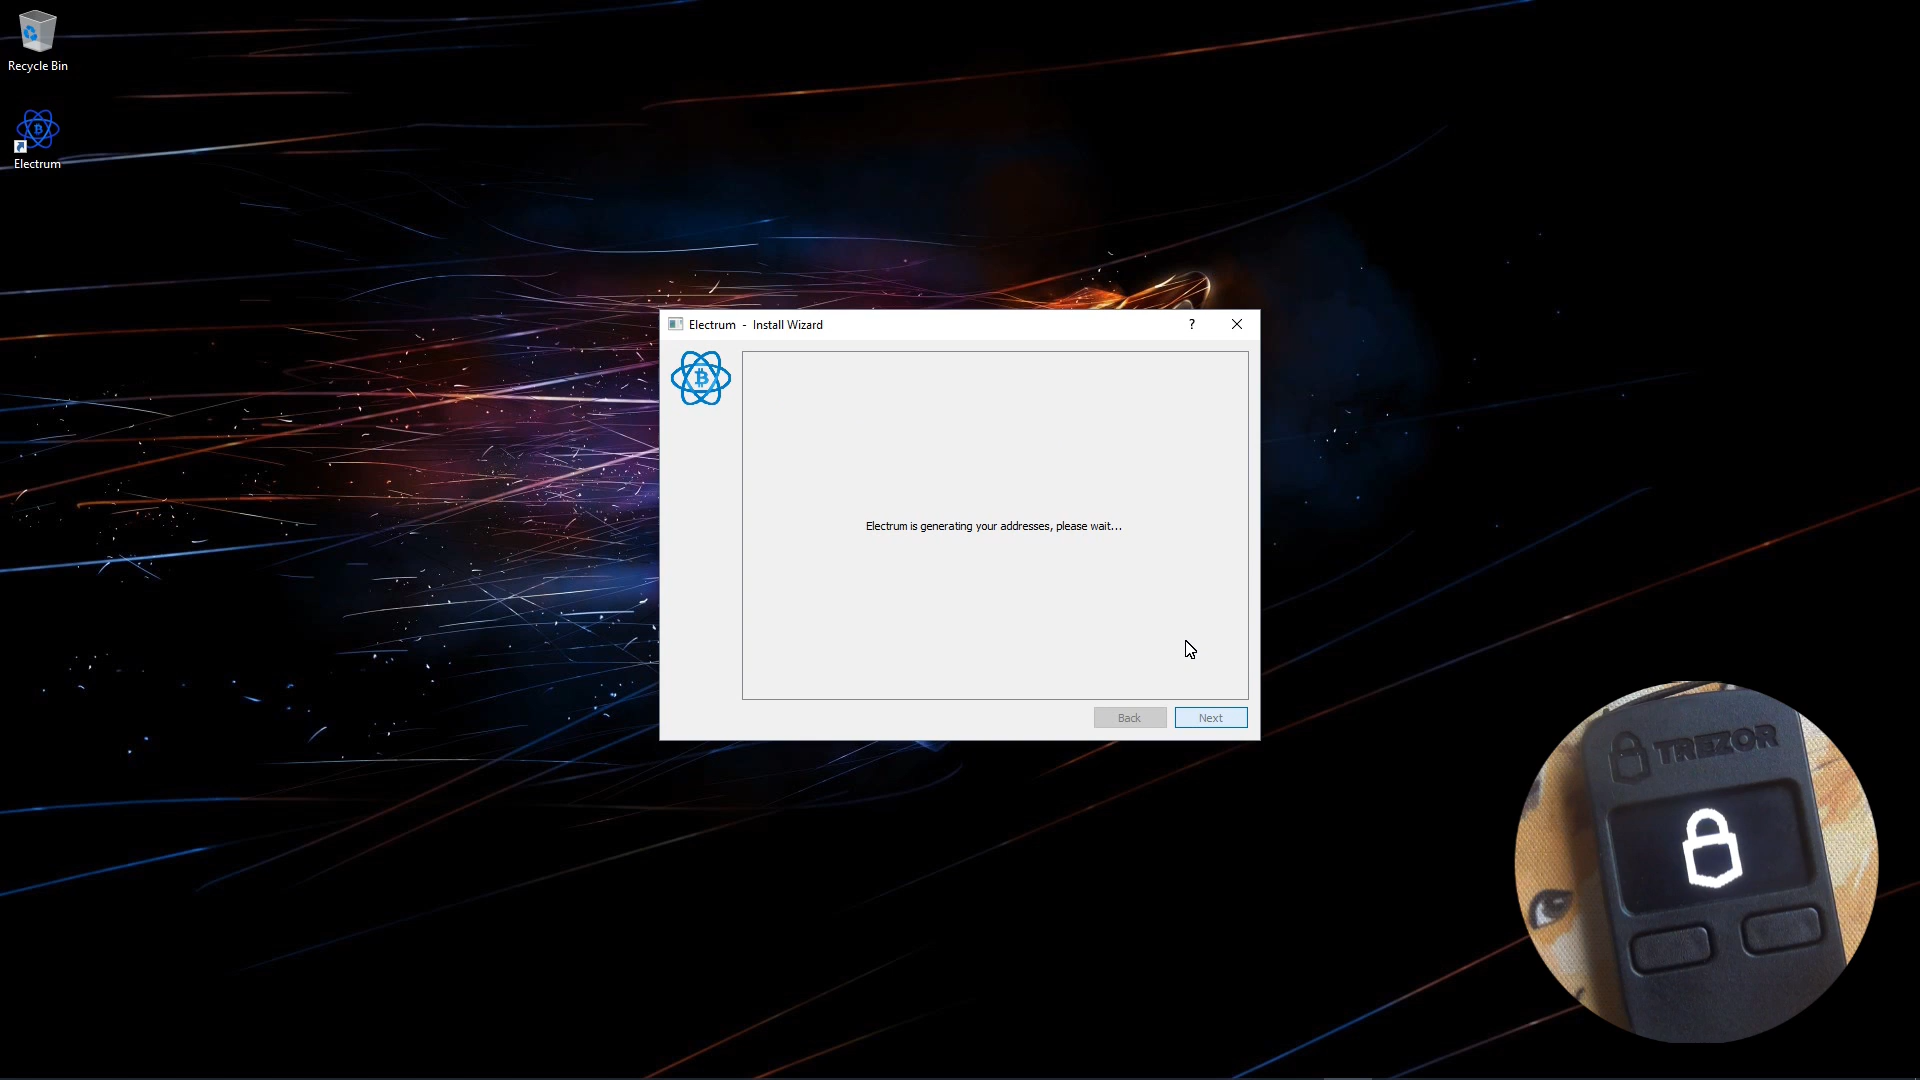 Recycle Bin
Electrum
Electrum - Install Wizard
?
Electrum is generating your addresses, please wait...
Back
Next
TREZOR